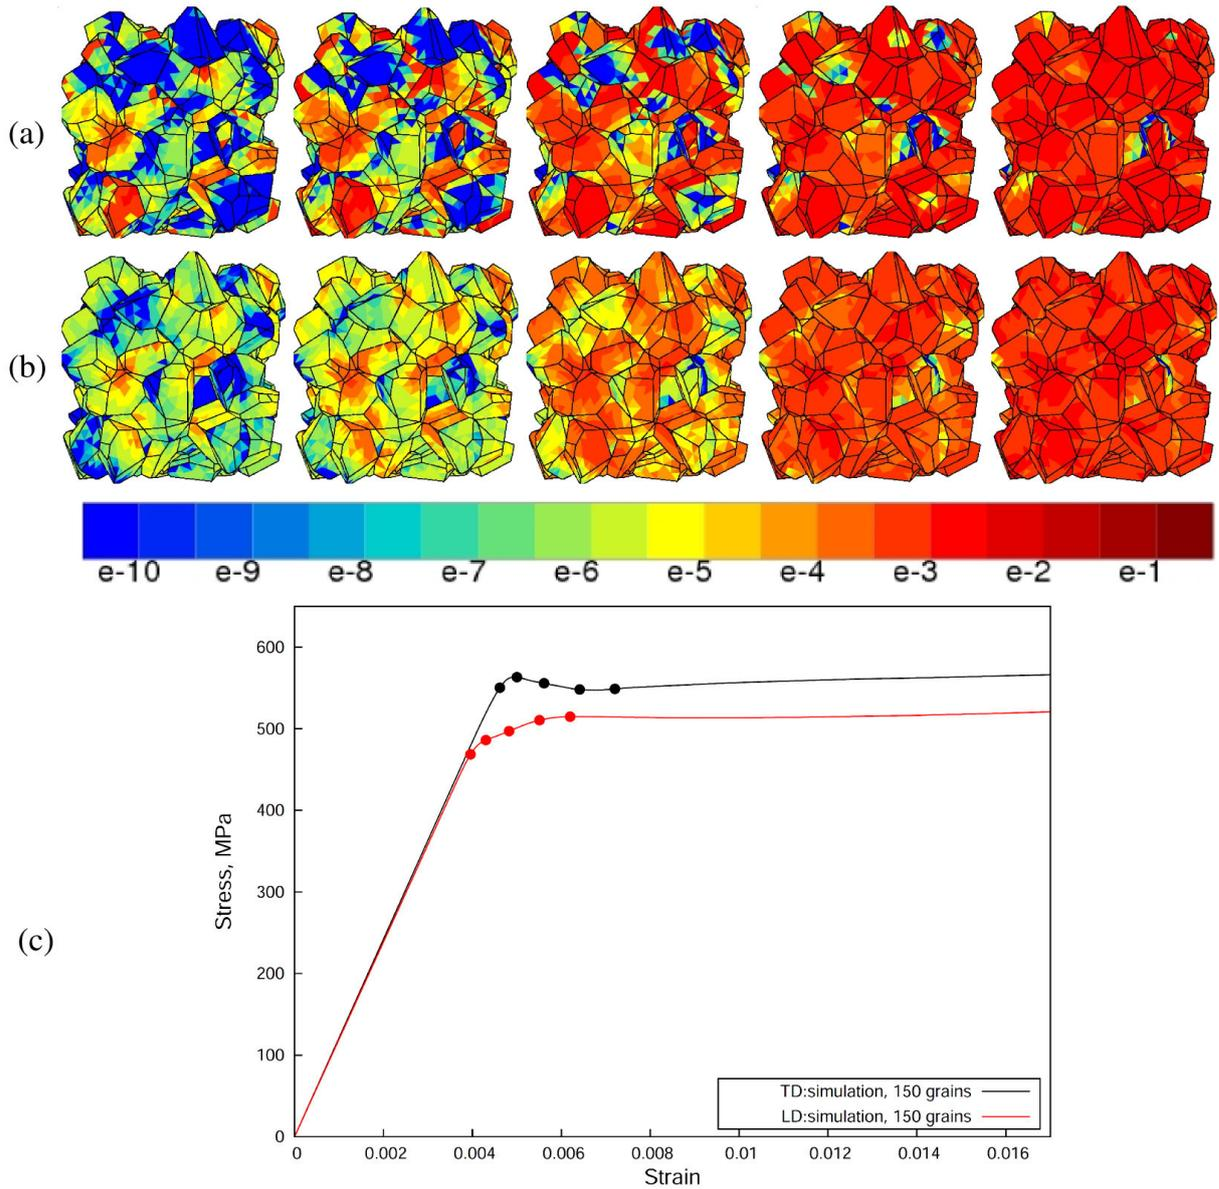 (a)
(b)
e-10 e-9 e-8 e-7 e-6 e-5 e-4 e-3 e-2 e-1
(c)
Stress, MPa
600
500
400
300
200
100
0
TD:simulation, 150 grains
LD:simulation, 150 grains
0 0.002 0.004 0.006 0.008 0.01 0.012 0.014 0.016
Strain